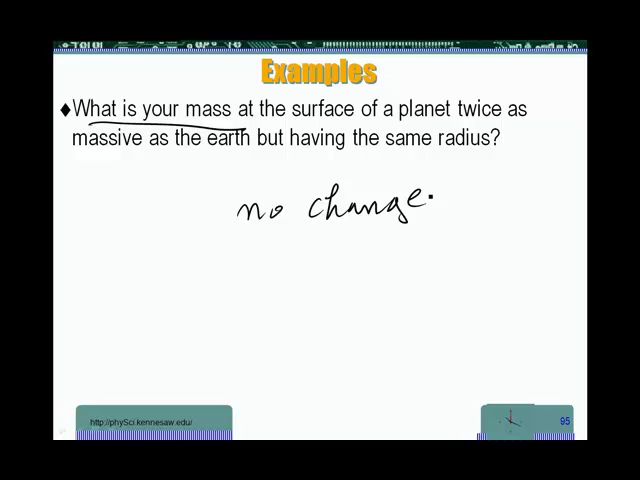 Examples
♦What is your mass at the surface of a planet twice as
massive as the earth but having the same radius?
no change.
http://phySci.kennesaw.edu/
95